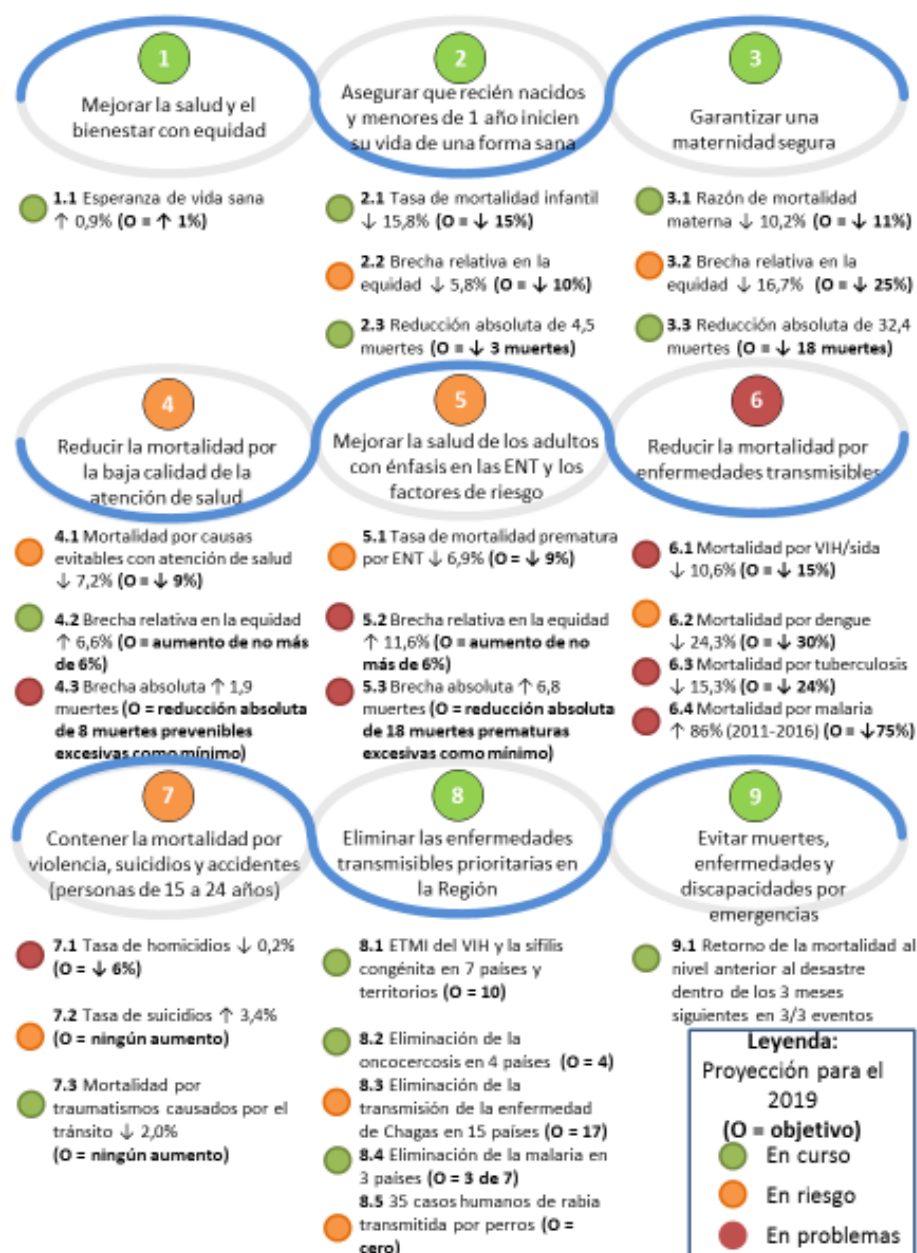 1
Mejorar la salud y el
bienestar con equidad
1.1 Esperanza de vida sana
↑ 0,9% (O = ↑ 1%)
2
Asegurar que recién nacidos
y menores de 1 año inicien
su vida de una forma sana
2.1 Tasa de mortalidad infantil
↓ 15,8% (O = ↓ 15%)
2.2 Brecha relativa en la
equidad ↓ 5,8% (O = ↓ 10%)
2.3 Reducción absoluta de 4,5
muertes (O = ↓ 3 muertes)
3
Garantizar una
maternidad segura
3.1 Razón de mortalidad
materna ↓ 10,2% (O = ↓ 11%)
3.2 Brecha relativa en la
equidad ↓ 16,7% (O = ↓ 25%)
3.3 Reducción absoluta de 32,4
muertes (O = ↓ 18 muertes)
4
Reducir la mortalidad por
la baja calidad de la
atención de salud
4.1 Mortalidad por causas
evitables con atención de salud
↓ 7,2% (O = ↓ 9%)
4.2 Brecha relativa en la equidad
↑ 6,6% (O = aumento de no más
de 6%)
4.3 Brecha absoluta ↑ 1,9
muertes (O = reducción absoluta
de 8 muertes prevenibles
excesivas como mínimo)
5
Mejorar la salud de los adultos
con énfasis en las ENT y los
factores de riesgo
5.1 Tasa de mortalidad prematura
por ENT ↓ 6,9% (O = ↓ 9%)
5.2 Brecha relativa en la equidad
↑ 11,6% (O = aumento de no
más de 6%)
5.3 Brecha absoluta ↑ 6,8
muertes (O = reducción absoluta
de 18 muertes prematuras
excesivas como mínimo)
6
Reducir la mortalidad por
enfermedades transmisibles
6.1 Mortalidad por VIH/sida
↓ 10,6% (O = ↓ 15%)
6.2 Mortalidad por dengue
↓ 24,3% (O = ↓ 30%)
6.3 Mortalidad por tuberculosis
↓ 15,3% (O = ↓ 24%)
6.4 Mortalidad por malaria
↑ 86% (2011-2016) (O = ↓75%)
7
Contener la mortalidad por
violencia, suicidios y accidentes
(personas de 15 a 24 años)
7.1 Tasa de homicidios ↓ 0,2%
(O = ↓ 6%)
7.2 Tasa de suicidios ↑ 3,4%
(O = ningún aumento)
7.3 Mortalidad por
traumatismos causados por el
tránsito ↓ 2,0%
(O = ningún aumento)
8
Eliminar las enfermedades
transmisibles prioritarias en
la Región
8.1 ETMI del VIH y la sífilis
congénita en 7 países y
territorios (O = 10)
8.2 Eliminación de la
oncocercosis en 4 países (O = 4)
8.3 Eliminación de la
transmisión de la enfermedad
de Chagas en 15 países (O = 17)
8.4 Eliminación de la malaria en
3 países (O = 3 de 7)
8.5 35 casos humanos de rabia
transmitida por perros (O =
cero)
9
Evitar muertes,
enfermedades y
discapacidades por
emergencias
9.1 Retorno de la mortalidad al
nivel anterior al desastre
dentro de los 3 meses
siguientes en 3/3 eventos
Leyenda:
Proyección para el
2019
(O = objetivo)
En curso
En riesgo
En problemas